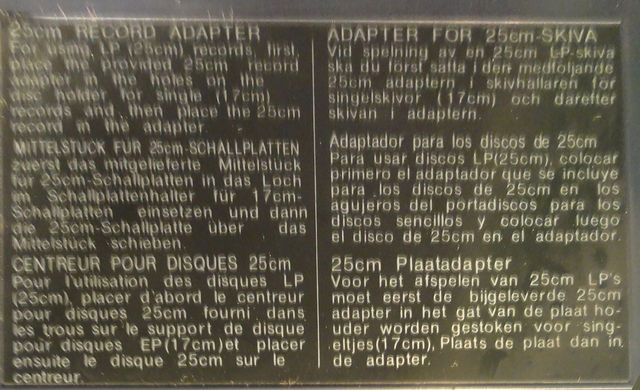 25cm RECORD ADAPTER
For using LP (25cm) records, first
place the provided 25cm record
adapter in the holes on the
disc holder for single (17cm)
records and then place the 25cm
record in the adapter.
MITTELSTÜCK FÜR 25cm-SCHALLPLATTEN
zuerst das mitgelieferte Mittelstück
für 25cm-Schallplatten in das Loch
im Schallplattenhalter für 17cm-
Schallplatten einsetzen und dann
die 25cm-Schallplatte über das
Mittelstück schieben.
CENTREUR POUR DISQUES 25cm
Pour l'utilisation des disques LP
(25cm), placer d'abord le centreur
pour disques 25cm fourni dans
les trous sur le support de disque
pour disques EP(17cm)et placer
ensuite le disque 25cm sur le
centreur.
ADAPTER FÖR 25cm-SKIVA
Vid spelning av en 25cm LP-skiva
ska du först sätta i den medföljande
25cm adaptern i skivhållaren för
singelskivor (17cm) och därefter
skivan i adaptern.
Adaptador para los discos de 25cm
Para usar discos LP(25cm), colocar
primero el adaptador que se incluye
para los discos de 25cm en los
agujeros del portadiscos para los
discos sencillos y colocar luego
el disco de 25cm en el adaptador.
25cm Plaatadapter
Voor het afspelen van 25cm LP's
moet eerst de bijgeleverde 25cm
adapter in het gat van de plaat ho-
uder worden gestoken voor sing-
eltjes(17cm), Plaats de plaat dan in
de adapter.